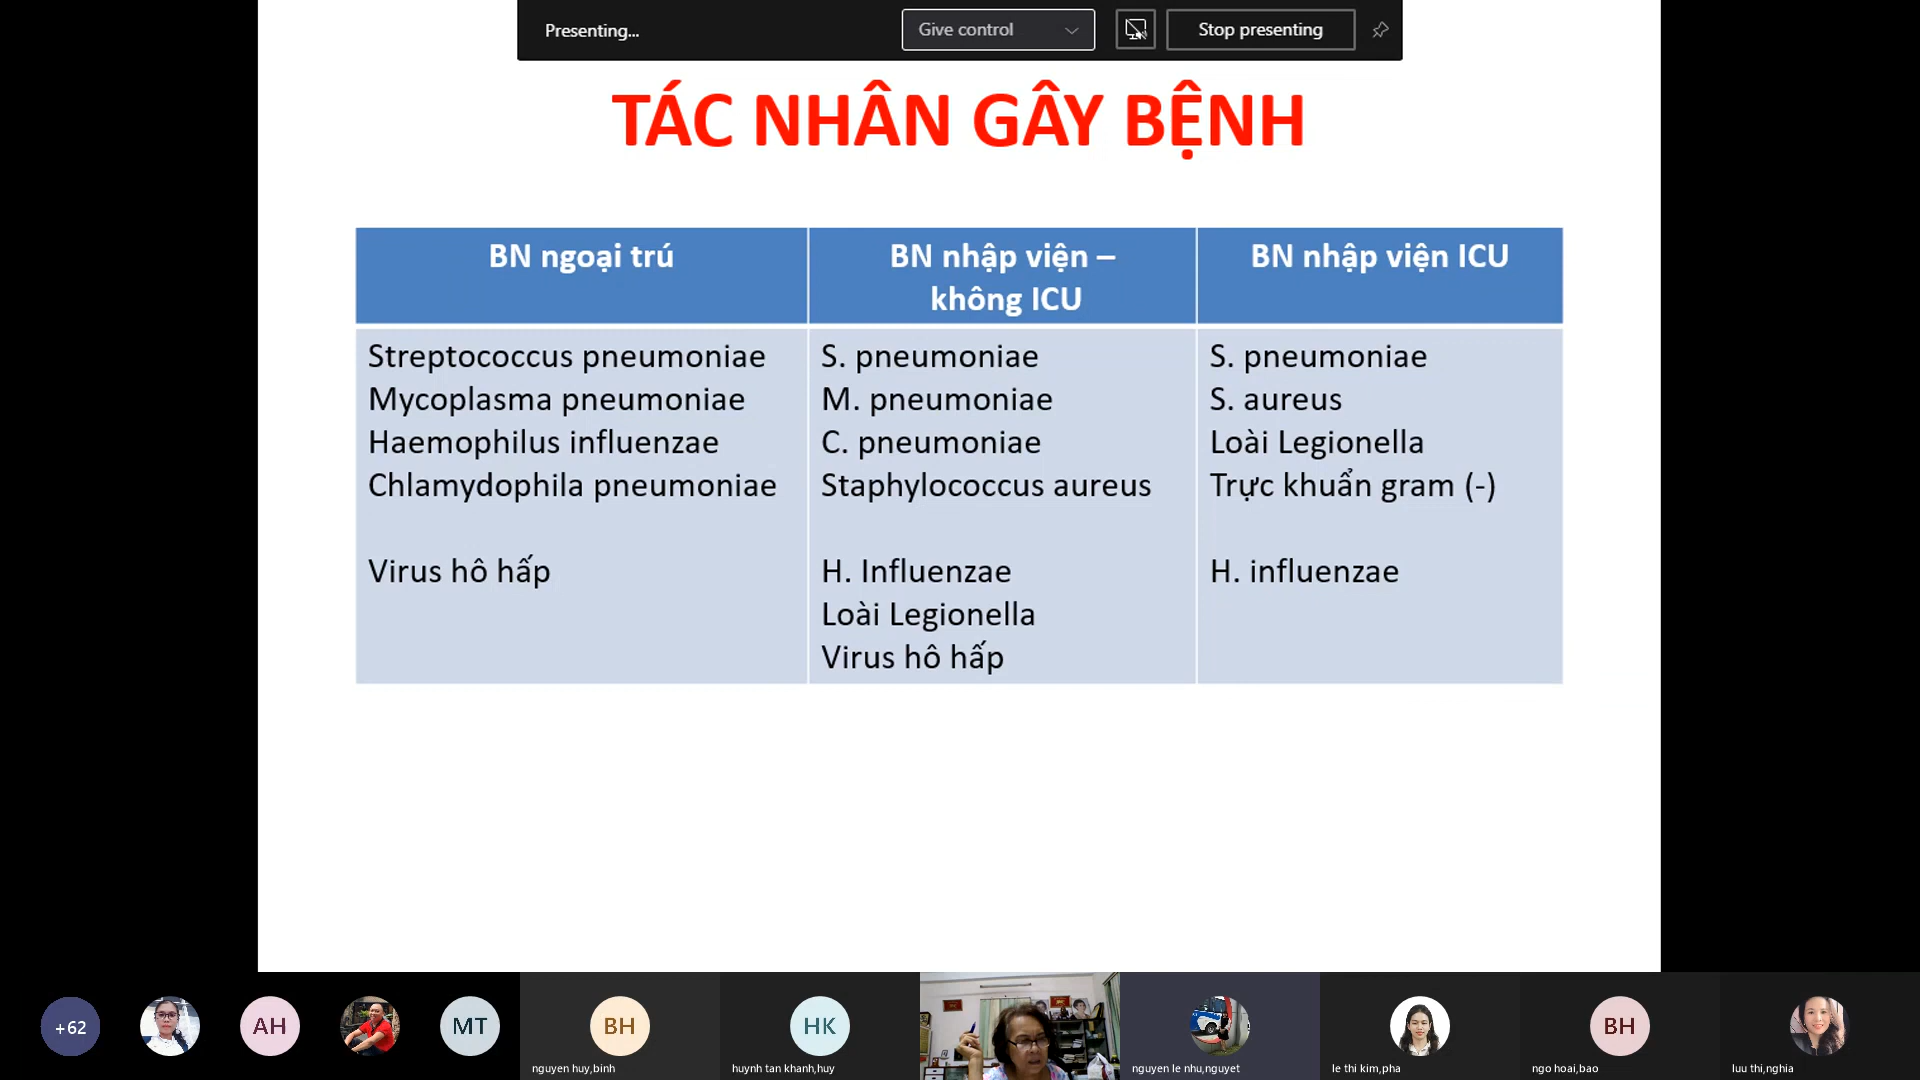 Presenting...
Give control
Stop presenting
TÁC NHÂN GÂY BỆNH
BN ngoại trú
BN nhập viện –
không ICU
BN nhập viện ICU
Streptococcus pneumoniae
Mycoplasma pneumoniae
Haemophilus influenzae
Chlamydophila pneumoniae
Virus hô hấp
S. pneumoniae
M. pneumoniae
C. pneumoniae
Staphylococcus aureus
H. Influenzae
Loài Legionella
Virus hô hấp
S. pneumoniae
S. aureus
Loài Legionella
Trực khuẩn gram (-)
H. influenzae
+62
AH
MT
BH
nguyen huy,binh
HK
huynh tan khanh,huy
nguyen le nhu,nguyet
le thi kim,pha
BH
ngo hoai,bao
luu thi,nghia